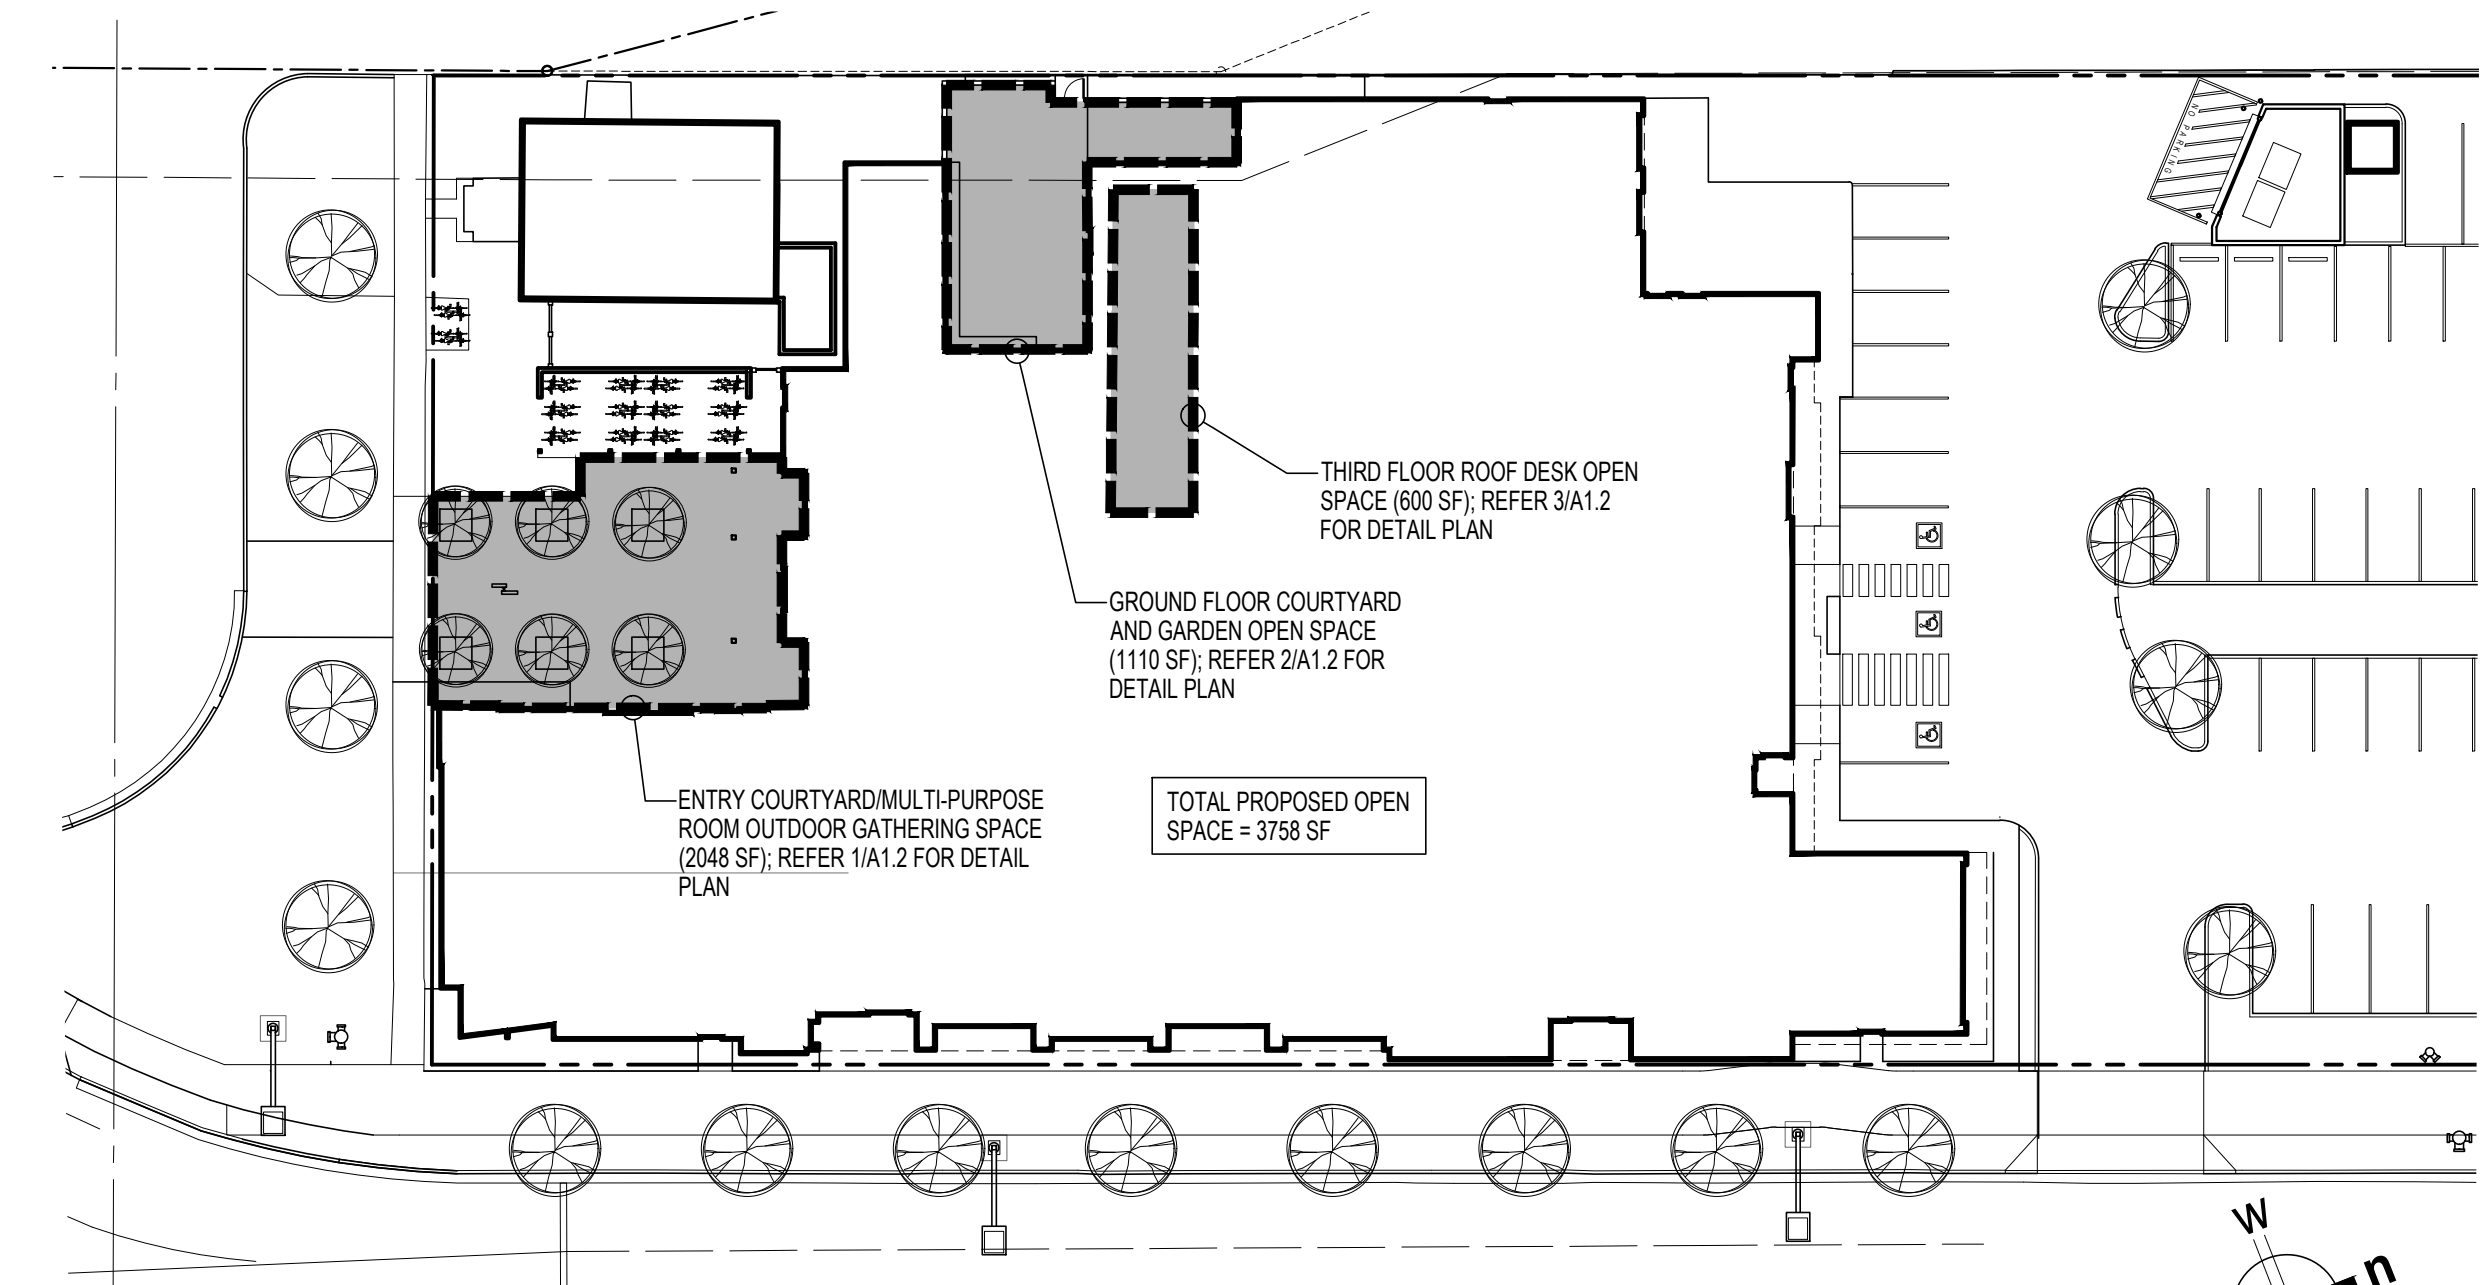 NO PARKING
THIRD FLOOR ROOF DESK OPEN
SPACE (600 SF); REFER 3/A1.2
FOR DETAIL PLAN
GROUND FLOOR COURTYARD
AND GARDEN OPEN SPACE
(1110 SF); REFER 2/A1.2 FOR
DETAIL PLAN
ENTRY COURTYARD/MULTI-PURPOSE
ROOM OUTDOOR GATHERING SPACE
(2048 SF); REFER 1/A1.2 FOR DETAIL
PLAN
TOTAL PROPOSED OPEN
SPACE = 3758 SF
W
n